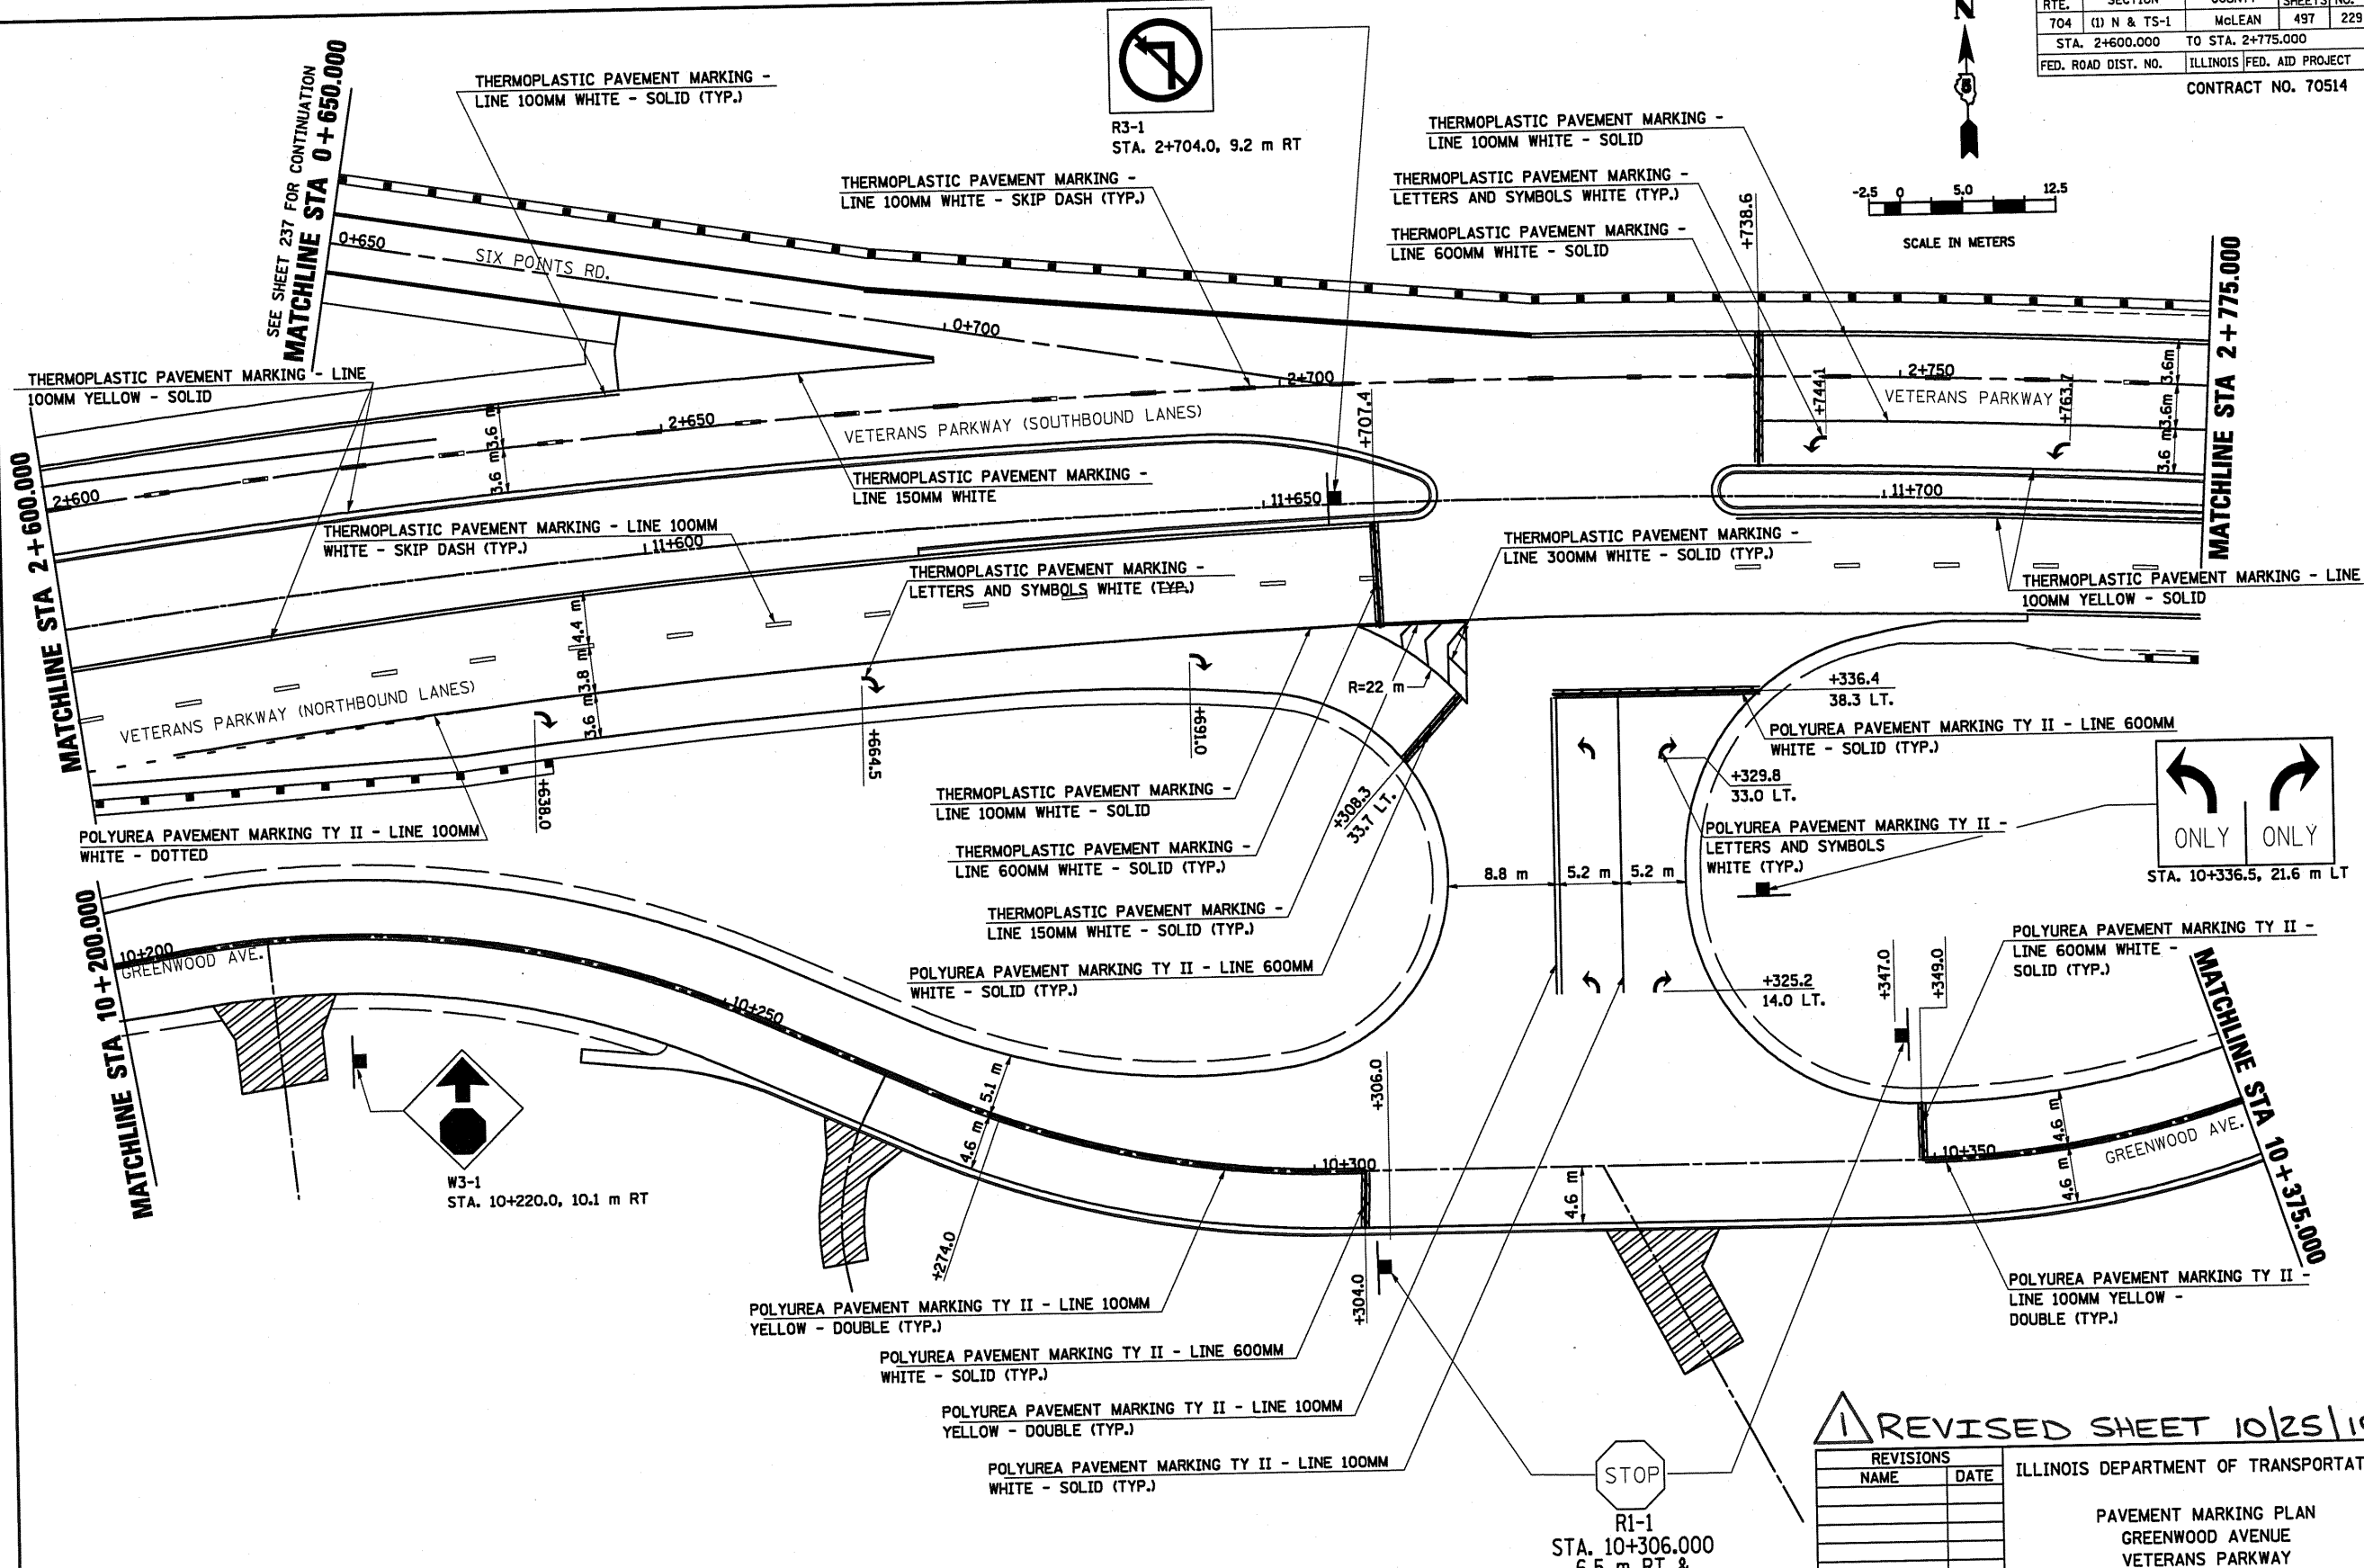 RTE. SECTION COUNTY SHEETS NO.
704 (1) N & TS-1 McLEAN 497 229
STA. 2+600.000 TO STA. 2+775.000
FED. ROAD DIST. NO. ILLINOIS FED. AID PROJECT
CONTRACT NO. 70514
N
5
-2.5 0 5.0 12.5
SCALE IN METERS
R3-1
STA. 2+704.0, 9.2 m RT
SEE SHEET 237 FOR CONTINUATION
MATCHLINE STA 0+650.000
THERMOPLASTIC PAVEMENT MARKING -
LINE 100MM WHITE - SOLID (TYP.)
THERMOPLASTIC PAVEMENT MARKING -
LINE 100MM WHITE - SKIP DASH (TYP.)
THERMOPLASTIC PAVEMENT MARKING -
LINE 100MM WHITE - SOLID
THERMOPLASTIC PAVEMENT MARKING -
LETTERS AND SYMBOLS WHITE (TYP.)
THERMOPLASTIC PAVEMENT MARKING -
LINE 600MM WHITE - SOLID
+738.6
0+650
SIX POINTS RD.
0+700
MATCHLINE STA 2+775.000
THERMOPLASTIC PAVEMENT MARKING - LINE
100MM YELLOW - SOLID
2+600
2+650
2+700
2+750
3.6 m
3.6 m
VETERANS PARKWAY (SOUTHBOUND LANES)
VETERANS PARKWAY
+707.4
+744.1
+763.7
3.6m
3.6m
3.6 m
THERMOPLASTIC PAVEMENT MARKING -
LINE 150MM WHITE
MATCHLINE STA 2+600.000
THERMOPLASTIC PAVEMENT MARKING - LINE 100MM
WHITE - SKIP DASH (TYP.)
11+600
11+650
11+700
THERMOPLASTIC PAVEMENT MARKING -
LETTERS AND SYMBOLS WHITE (TYP.)
THERMOPLASTIC PAVEMENT MARKING -
LINE 300MM WHITE - SOLID (TYP.)
THERMOPLASTIC PAVEMENT MARKING - LINE
100MM YELLOW - SOLID
4.4 m
3.8 m
3.6 m
VETERANS PARKWAY (NORTHBOUND LANES)
+638.0
+664.5
+691.0
R=22 m
+336.4
38.3 LT.
POLYUREA PAVEMENT MARKING TY II - LINE 600MM
WHITE - SOLID (TYP.)
+329.8
33.0 LT.
POLYUREA PAVEMENT MARKING TY II -
LETTERS AND SYMBOLS
WHITE (TYP.)
ONLY ONLY
STA. 10+336.5, 21.6 m LT
POLYUREA PAVEMENT MARKING TY II - LINE 100MM
WHITE - DOTTED
THERMOPLASTIC PAVEMENT MARKING -
LINE 100MM WHITE - SOLID
+308.3
33.7 LT.
THERMOPLASTIC PAVEMENT MARKING -
LINE 600MM WHITE - SOLID (TYP.)
8.8 m 5.2 m 5.2 m
THERMOPLASTIC PAVEMENT MARKING -
LINE 150MM WHITE - SOLID (TYP.)
POLYUREA PAVEMENT MARKING TY II - LINE 600MM
WHITE - SOLID (TYP.)
+325.2
14.0 LT.
+347.0
+349.0
POLYUREA PAVEMENT MARKING TY II -
LINE 600MM WHITE -
SOLID (TYP.)
MATCHLINE STA 10+200.000
10+200
GREENWOOD AVE.
10+250
MATCHLINE STA 10+375.000
W3-1
STA. 10+220.0, 10.1 m RT
5.1 m
4.6 m
+274.0
10+300
+306.0
+304.0
4.6 m
10+350
4.6 m
4.6 m
GREENWOOD AVE.
POLYUREA PAVEMENT MARKING TY II - LINE 100MM
YELLOW - DOUBLE (TYP.)
POLYUREA PAVEMENT MARKING TY II - LINE 600MM
WHITE - SOLID (TYP.)
POLYUREA PAVEMENT MARKING TY II - LINE 100MM
YELLOW - DOUBLE (TYP.)
POLYUREA PAVEMENT MARKING TY II - LINE 100MM
WHITE - SOLID (TYP.)
POLYUREA PAVEMENT MARKING TY II -
LINE 100MM YELLOW -
DOUBLE (TYP.)
STOP
R1-1
STA. 10+306.000
6.5 m RT &
1 REVISED SHEET 10/25/
REVISIONS
NAME DATE
ILLINOIS DEPARTMENT OF
PAVEMENT MARKING PLAN
GREENWOOD AVENUE
VETERANS PARKWAY